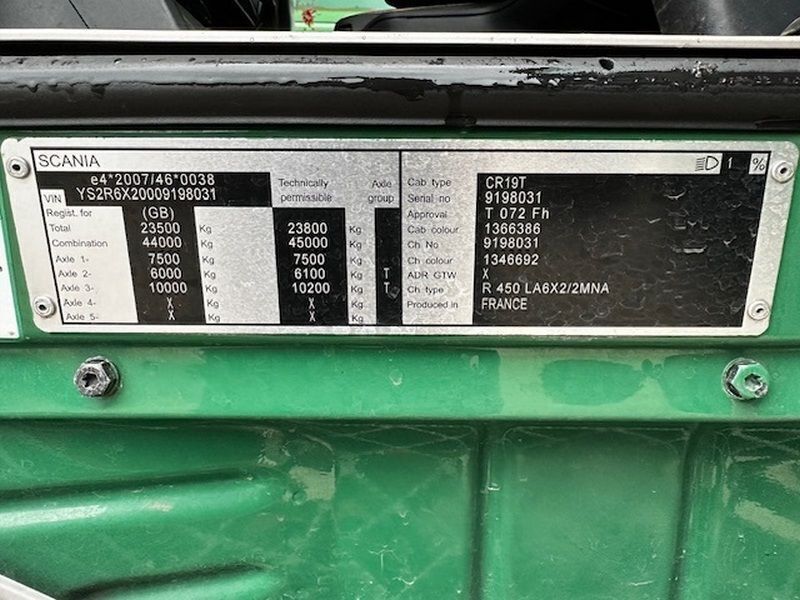 SCANIA
e4*2007/46*0038
VIN YS2R6X20009198031
Technically permissible
Axle group
Regist. for (GB)
Total 23500 Kg 23800 Kg
Combination 44000 Kg 45000 Kg
Axle 1- 7500 Kg 7500 Kg
Axle 2- 6000 Kg 6100 Kg T
Axle 3- 10000 Kg 10200 Kg T
Axle 4- X Kg X Kg
Axle 5- X Kg X Kg
1 %
Cab type CR19T
Serial no 9198031
Approval T 072 Fh
Cab colour 1366386
Ch No 9198031
Ch colour 1346692
ADR GTW X
Ch type R 450 LA6X2/2MNA
Produced in FRANCE